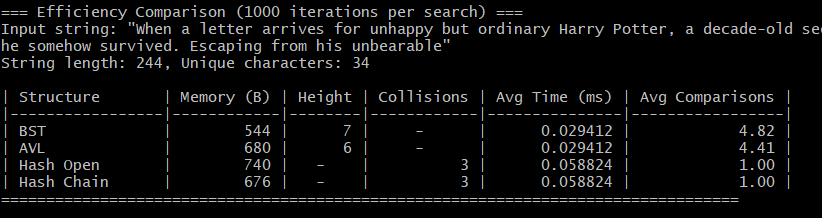 === Efficiency Comparison (1000 iterations per search) ===
Input string: "When a letter arrives for unhappy but ordinary Harry Potter, a decade-old se
he somehow survived. Escaping from his unbearable"
String length: 244, Unique characters: 34
| Structure | Memory (B) | Height | Collisions | Avg Time (ms) | Avg Comparisons |
|-----------------|------------|--------|------------|---------------|-----------------|
| BST | 544 | 7 | - | 0.029412 | 4.82 |
| AVL | 680 | 6 | - | 0.029412 | 4.41 |
| Hash Open | 740 | - | 3 | 0.058824 | 1.00 |
| Hash Chain | 676 | - | 3 | 0.058824 | 1.00 |
===================================================================================